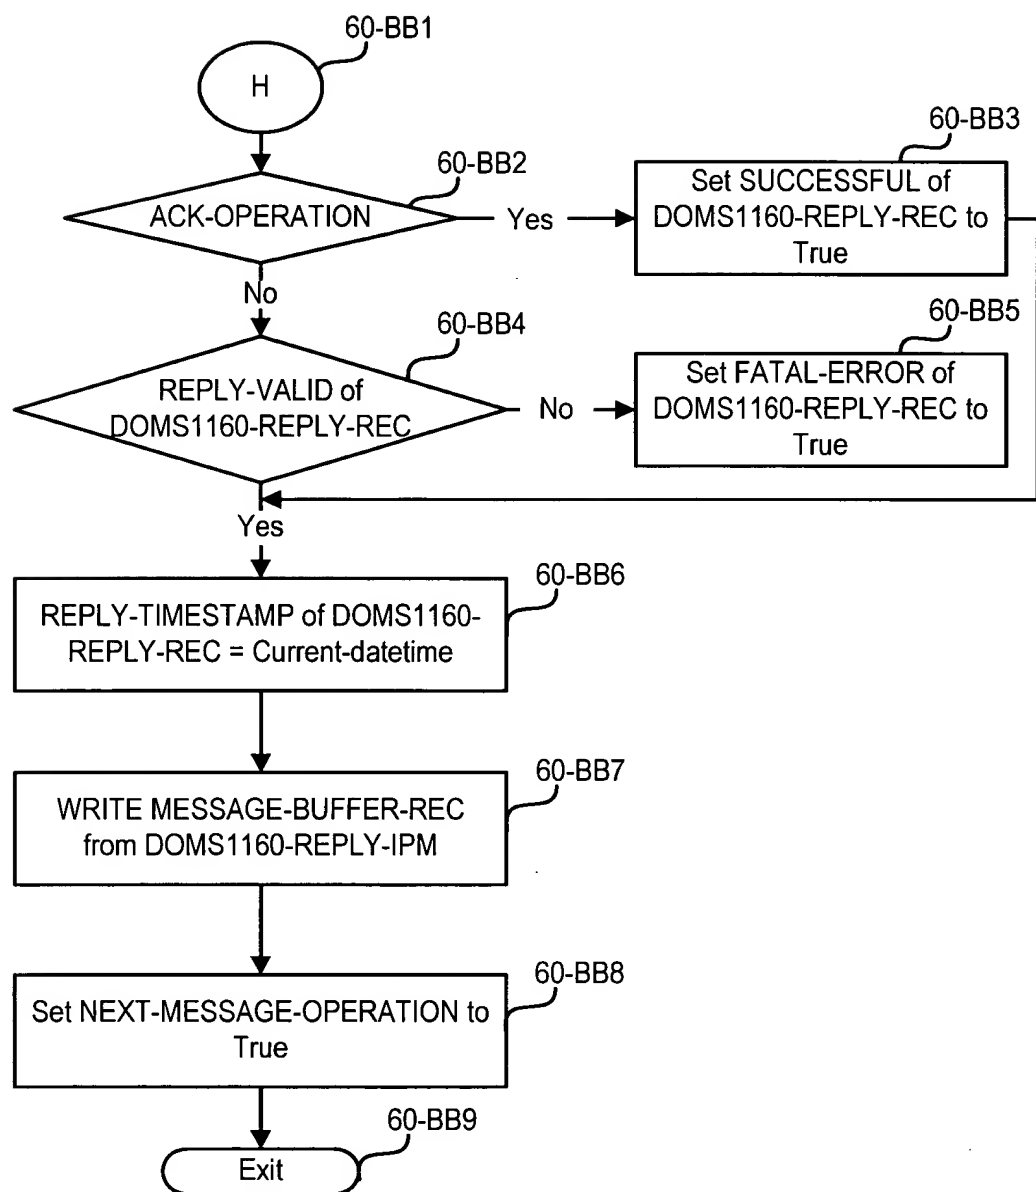 60-BB1
H
60-BB2
ACK-OPERATION
Yes
60-BB3
Set SUCCESSFUL of
DOMS1160-REPLY-REC to
True
No
60-BB4
REPLY-VALID of
DOMS1160-REPLY-REC
No
60-BB5
Set FATAL-ERROR of
DOMS1160-REPLY-REC to
True
Yes
60-BB6
REPLY-TIMESTAMP of DOMS1160-
REPLY-REC = Current-datetime
60-BB7
WRITE MESSAGE-BUFFER-REC
from DOMS1160-REPLY-IPM
60-BB8
Set NEXT-MESSAGE-OPERATION to
True
60-BB9
Exit